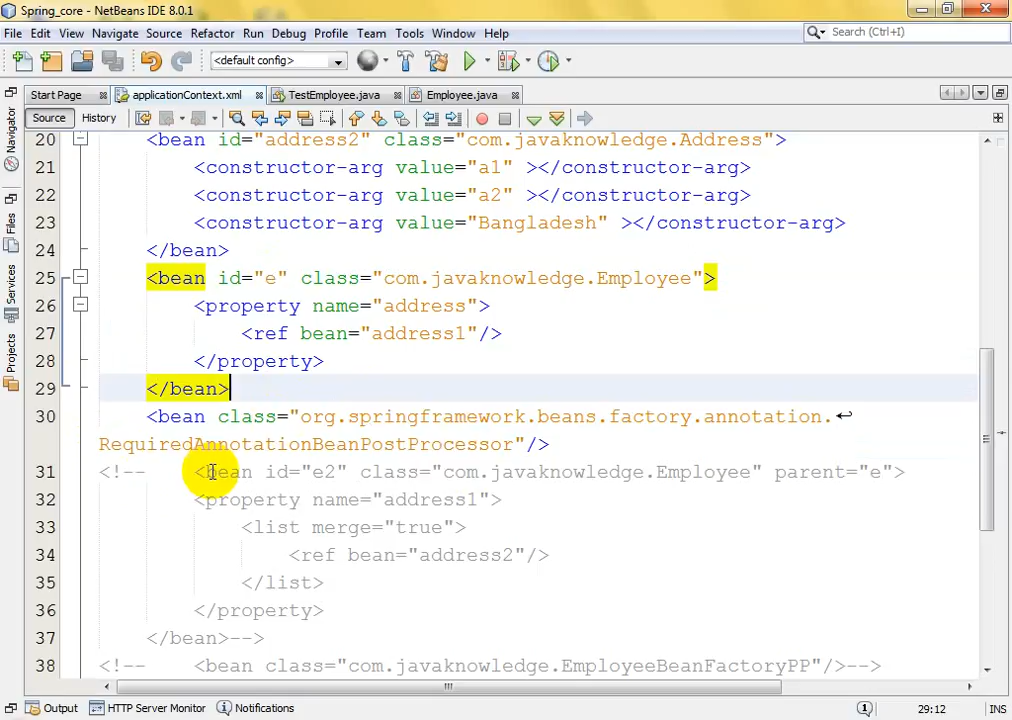 Spring_core - NetBeans IDE 8.0.1
File Edit View Navigate Source Refactor Run Debug Profile Team Tools Window Help
Search (Ctrl+I)
<default config>
Start Page applicationContext.xml TestEmployee.java Employee.java
Source History
Navigator
Files
Services
Projects
20 <bean id="address2" class="com.javaknowledge.Address">
21 <constructor-arg value="a1" ></constructor-arg>
22 <constructor-arg value="a2" ></constructor-arg>
23 <constructor-arg value="Bangladesh" ></constructor-arg>
24 </bean>
25 <bean id="e" class="com.javaknowledge.Employee">
26 <property name="address">
27 <ref bean="address1"/>
28 </property>
29 </bean>
30 <bean class="org.springframework.beans.factory.annotation.
RequiredAnnotationBeanPostProcessor"/>
31 <!-- <bean id="e2" class="com.javaknowledge.Employee" parent="e">
32 <property name="address1">
33 <list merge="true">
34 <ref bean="address2"/>
35 </list>
36 </property>
37 </bean>-->
38 <!-- <bean class="com.javaknowledge.EmployeeBeanFactoryPP"/>-->
Output HTTP Server Monitor Notifications 1 29:12 INS